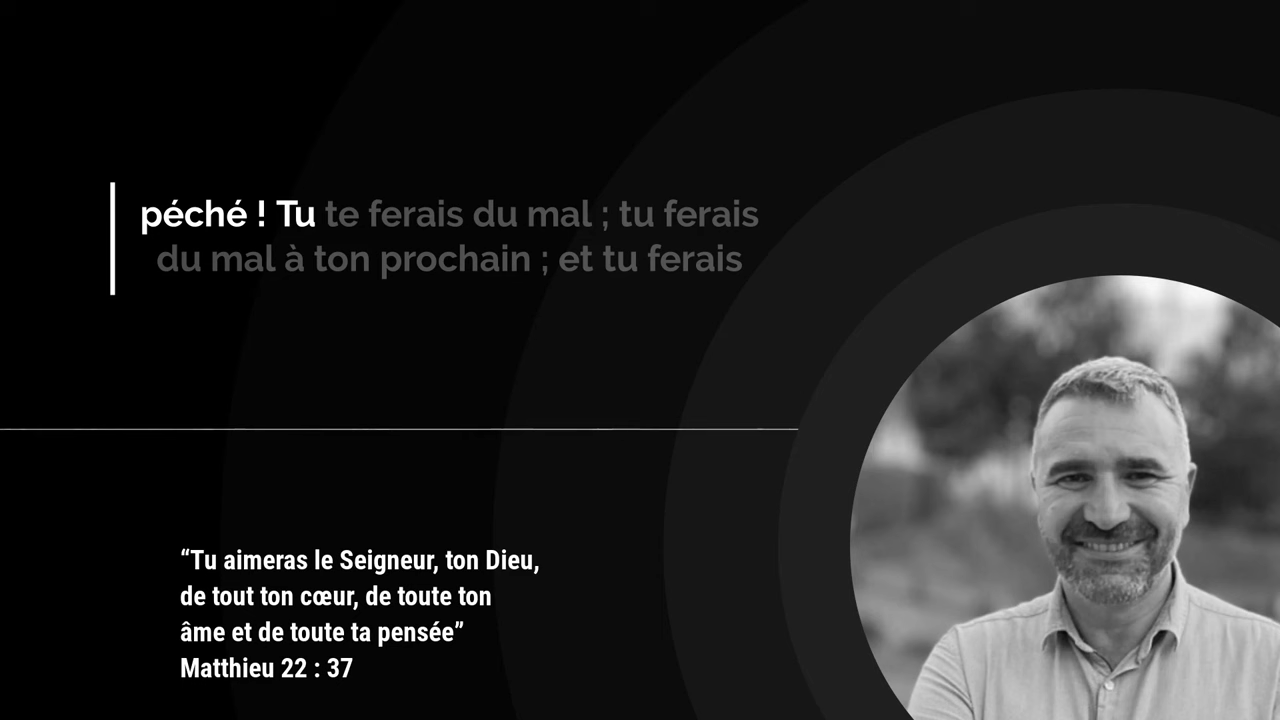 péché ! Tu te ferais du mal ; tu ferais
du mal à ton prochain ; et tu ferais
“Tu aimeras le Seigneur, ton Dieu,
de tout ton cœur, de toute ton
âme et de toute ta pensée”
Matthieu 22 : 37